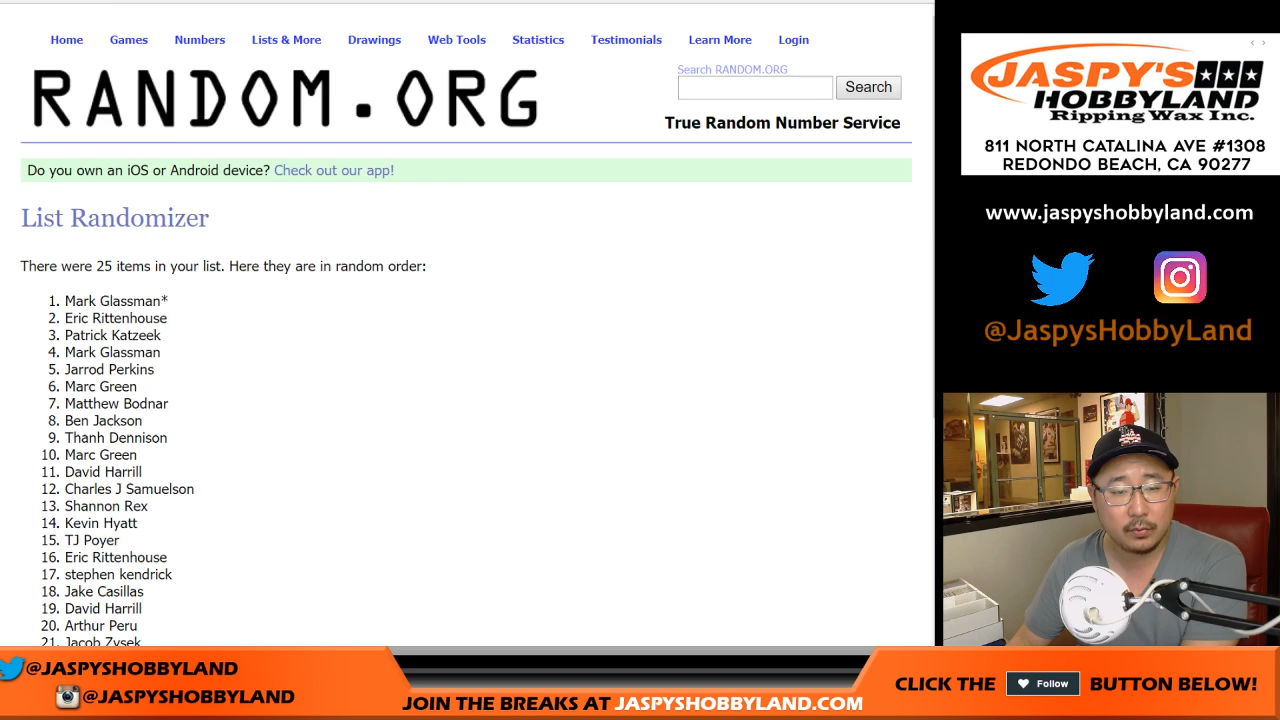 Home Games Numbers Lists & More Drawings Web Tools Statistics Testimonials Learn More Login
RANDOM.ORG
Search RANDOM.ORG
Search
True Random Number Service
Do you own an iOS or Android device? Check out our app!
List Randomizer
There were 25 items in your list. Here they are in random order:
1. Mark Glassman*
2. Eric Rittenhouse
3. Patrick Katzeek
4. Mark Glassman
5. Jarrod Perkins
6. Marc Green
7. Matthew Bodnar
8. Ben Jackson
9. Thanh Dennison
10. Marc Green
11. David Harrill
12. Charles J Samuelson
13. Shannon Rex
14. Kevin Hyatt
15. TJ Poyer
16. Eric Rittenhouse
17. stephen kendrick
18. Jake Casillas
19. David Harrill
20. Arthur Peru
21. Jacob Zysek
JASPY'S
HOBBYLAND
Ripping Wax Inc.
811 NORTH CATALINA AVE #1308
REDONDO BEACH, CA 90277
www.jaspyshobbyland.com
@JaspysHobbyLand
@JASPYSHOBBYLAND
@JASPYSHOBBYLAND
JOIN THE BREAKS AT JASPYSHOBBYLAND.COM
CLICK THE Follow BUTTON BELOW!